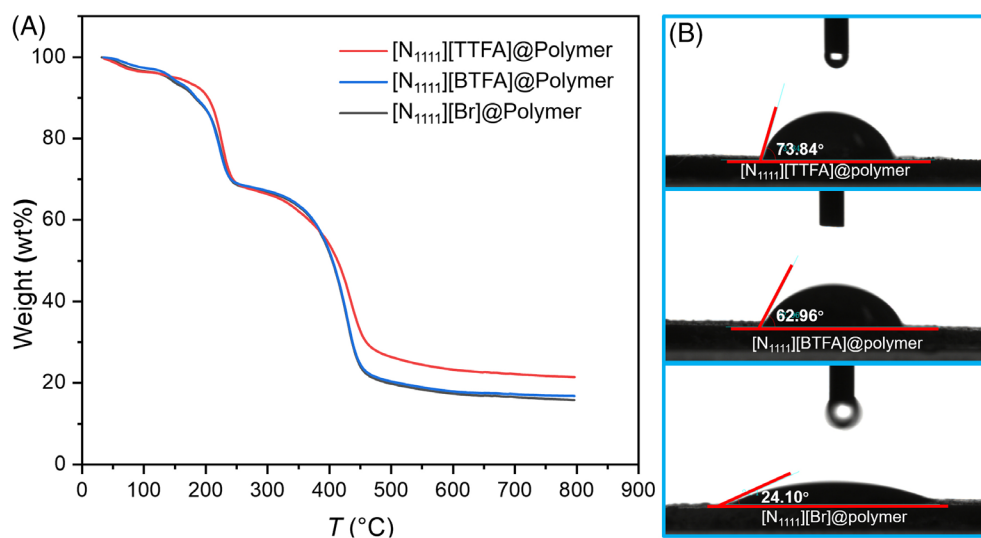 (A)
[N₁₁₁₁][TTFA]@Polymer
[N₁₁₁₁][BTFA]@Polymer
[N₁₁₁₁][Br]@Polymer
Weight (wt%)
100
80
60
40
20
0
0 100 200 300 400 500 600 700 800 900
T (°C)
(B)
73.84°
[N₁₁₁₁][TTFA]@polymer
62.96°
[N₁₁₁₁][BTFA]@polymer
24.10°
[N₁₁₁₁][Br]@polymer